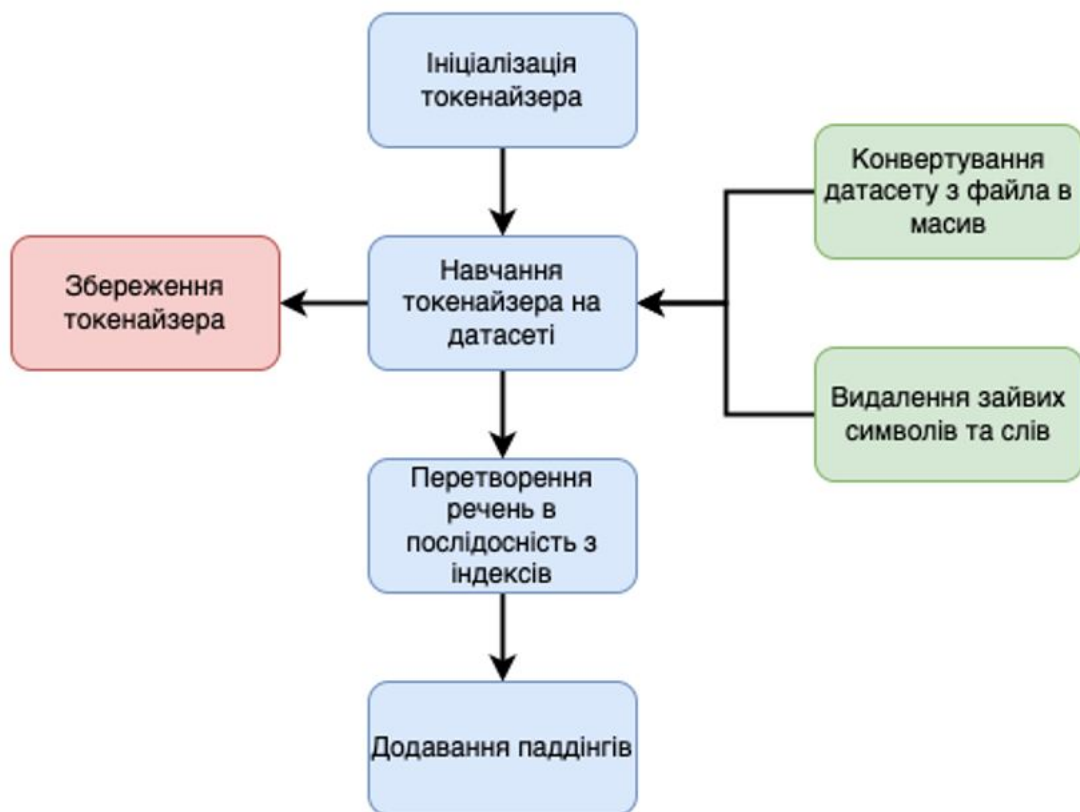 Ініціалізація
токенайзера
Конвертування
датасету з файла в
масив
Збереження
токенайзера
Навчання
токенайзера на
датасеті
Видалення зайвих
символів та слів
Перетворення
речень в
послідосність з
індексів
Додавання паддінгів